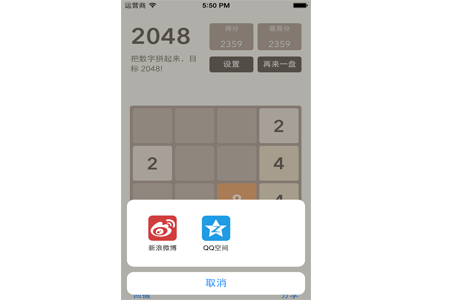 运营商 5:50 PM
2048
得分
2359
最高分
2359
把数字拼起来，目
标 2048!
设置
再来一盘
2
2
4
8
4
新浪微博
QQ空间
取消
分享